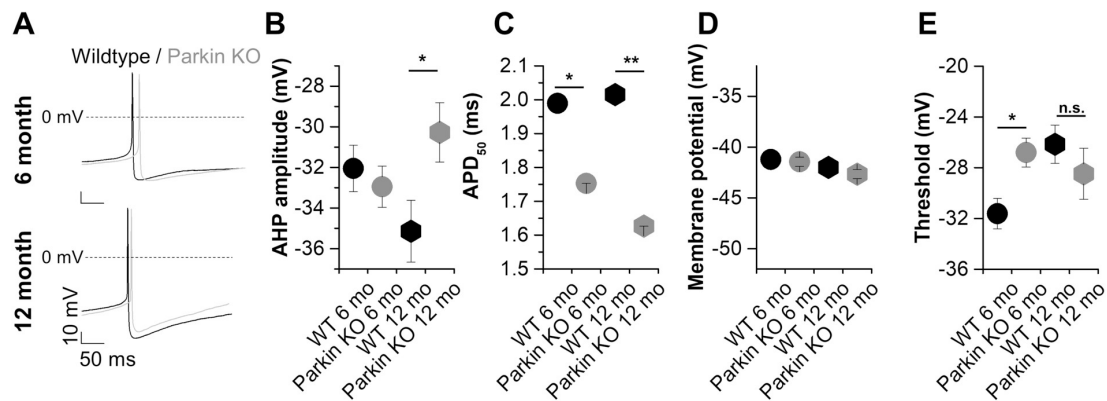 A
Wildtype / Parkin KO
6 month
0 mV
12 month
0 mV
10 mV
50 ms
B
AHP amplitude (mV)
-28
-30
-32
-34
-36
*
WT 6 mo
Parkin KO 6 mo
WT 12 mo
Parkin KO 12 mo
C
APD50 (ms)
2.1
2.0
1.9
1.8
1.7
1.6
1.5
*
**
WT 6 mo
Parkin KO 6 mo
WT 12 mo
Parkin KO 12 mo
D
Membrane potential (mV)
-35
-40
-45
-50
WT 6 mo
Parkin KO 6 mo
WT 12 mo
Parkin KO 12 mo
E
Threshold (mV)
-20
-24
-28
-32
-36
*
n.s.
WT 6 mo
Parkin KO 6 mo
WT 12 mo
Parkin KO 12 mo